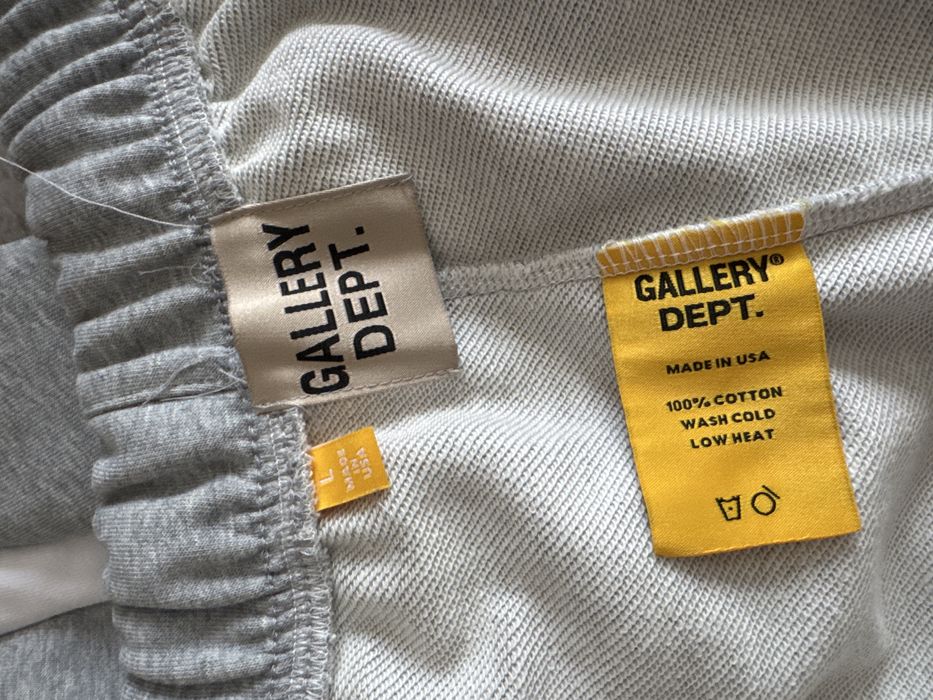 GALLERY
DEPT.
L
MADE
IN
USA
GALLERY®
DEPT.
MADE IN USA
100% COTTON
WASH COLD
LOW HEAT